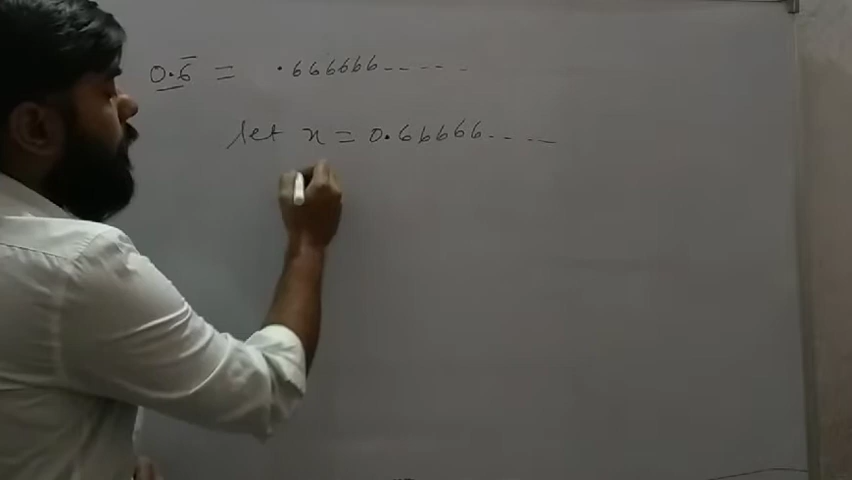 0.6̅ = .666666-----
let x = 0.66666----